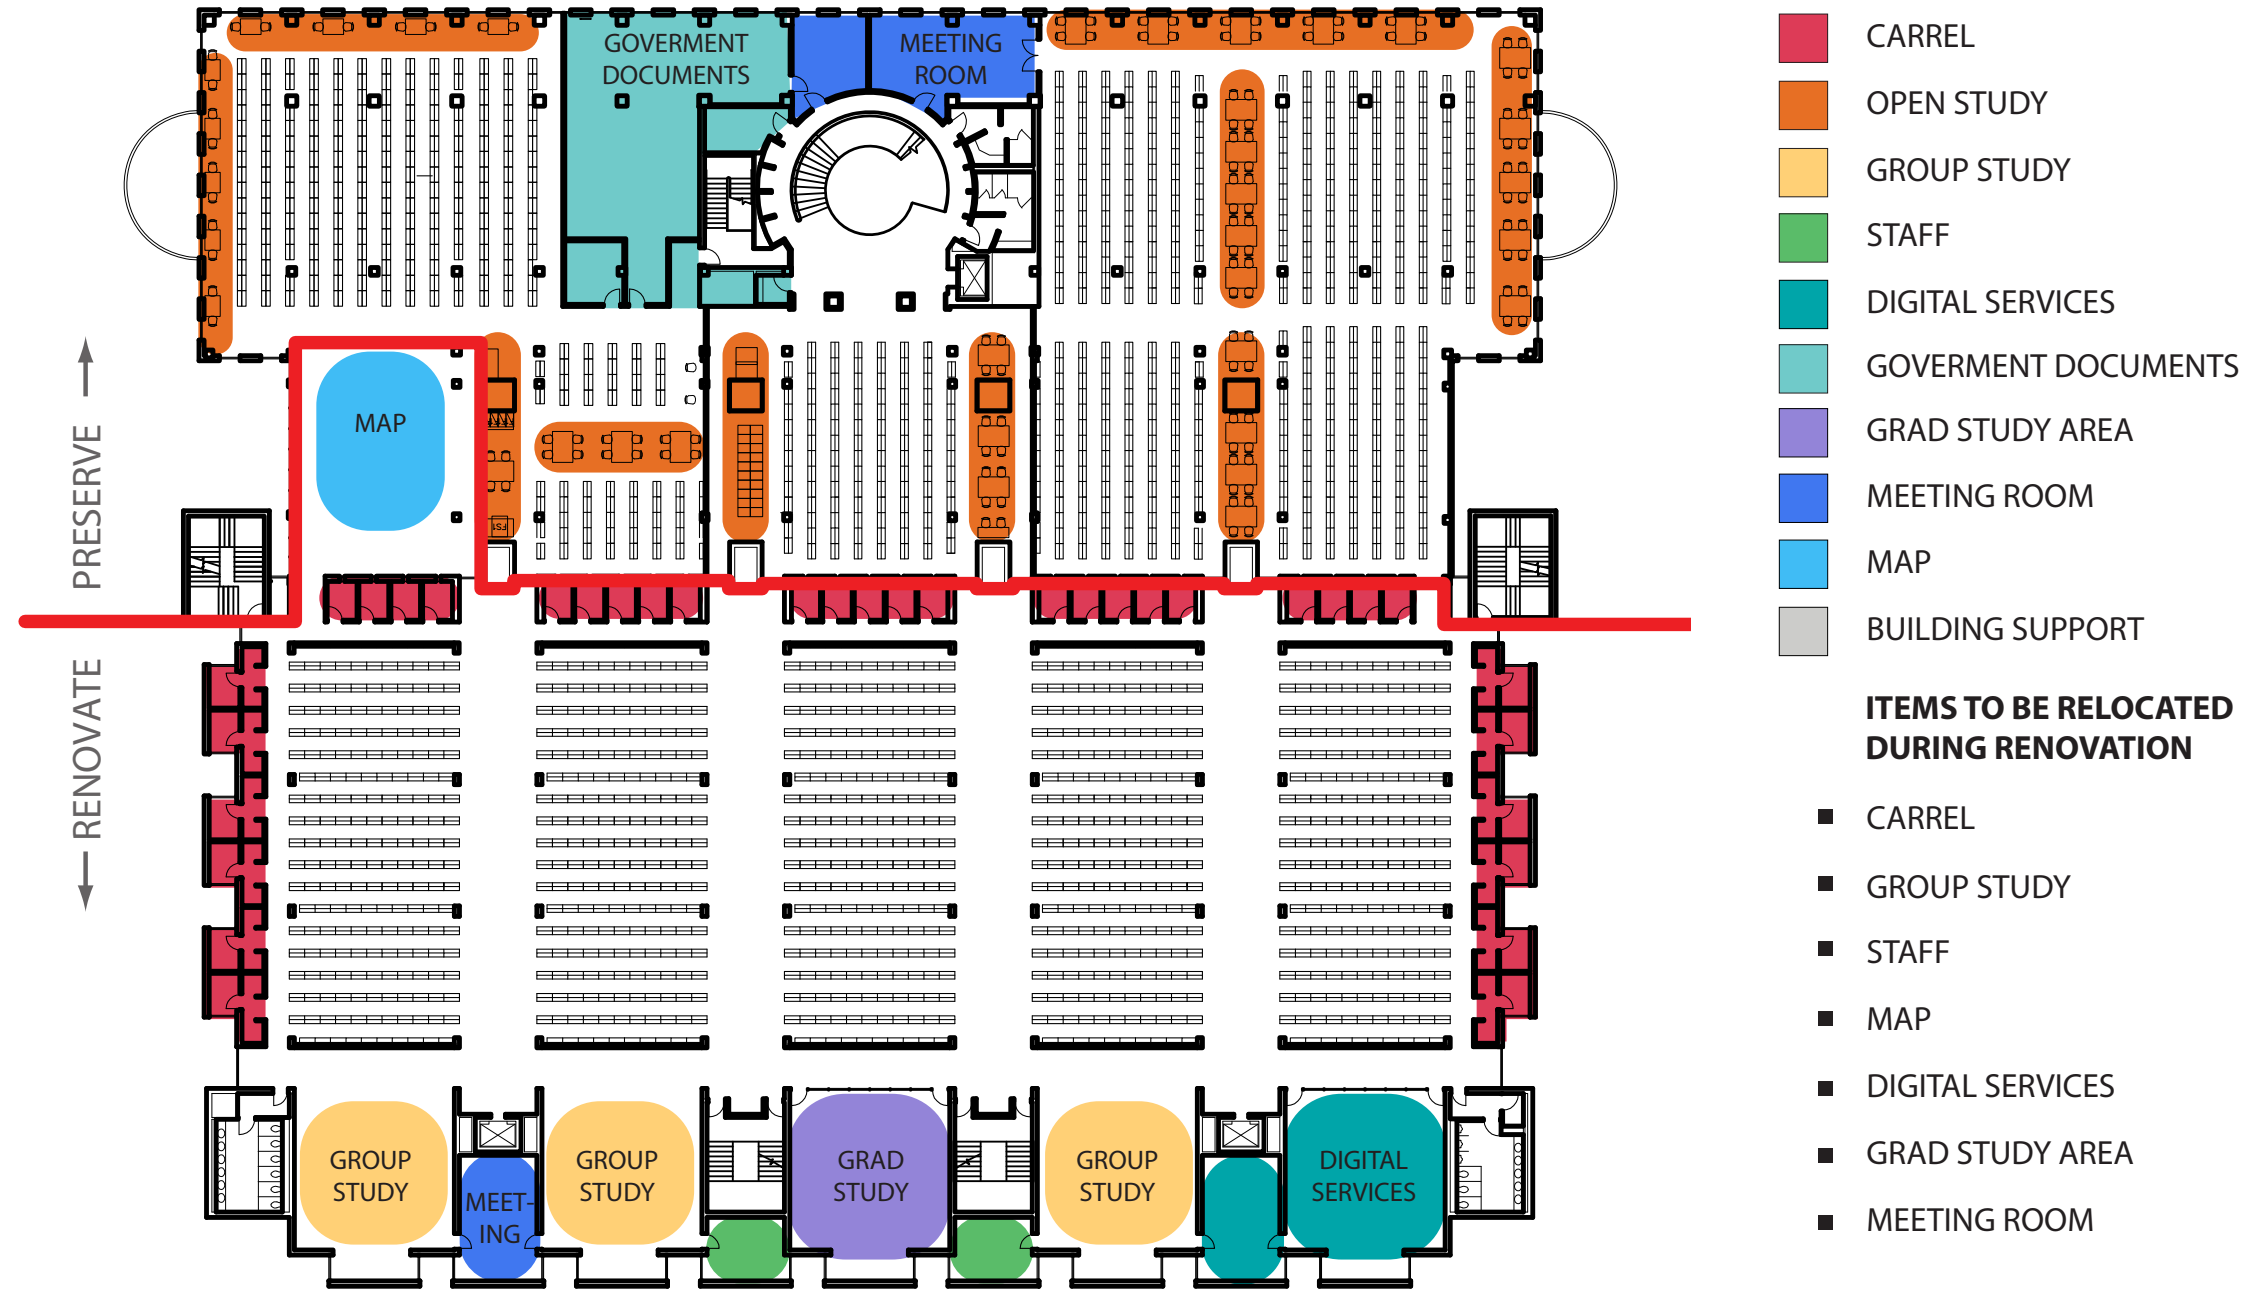 GOVERMENT
DOCUMENTS
MEETING
ROOM
MAP
PRESERVE
RENOVATE
GROUP
STUDY
MEET-
ING
GROUP
STUDY
GRAD
STUDY
GROUP
STUDY
DIGITAL
SERVICES
FS1
CARREL
OPEN STUDY
GROUP STUDY
STAFF
DIGITAL SERVICES
GOVERMENT DOCUMENTS
GRAD STUDY AREA
MEETING ROOM
MAP
BUILDING SUPPORT
ITEMS TO BE RELOCATED
DURING RENOVATION
▪ CARREL
▪ GROUP STUDY
▪ STAFF
▪ MAP
▪ DIGITAL SERVICES
▪ GRAD STUDY AREA
▪ MEETING ROOM